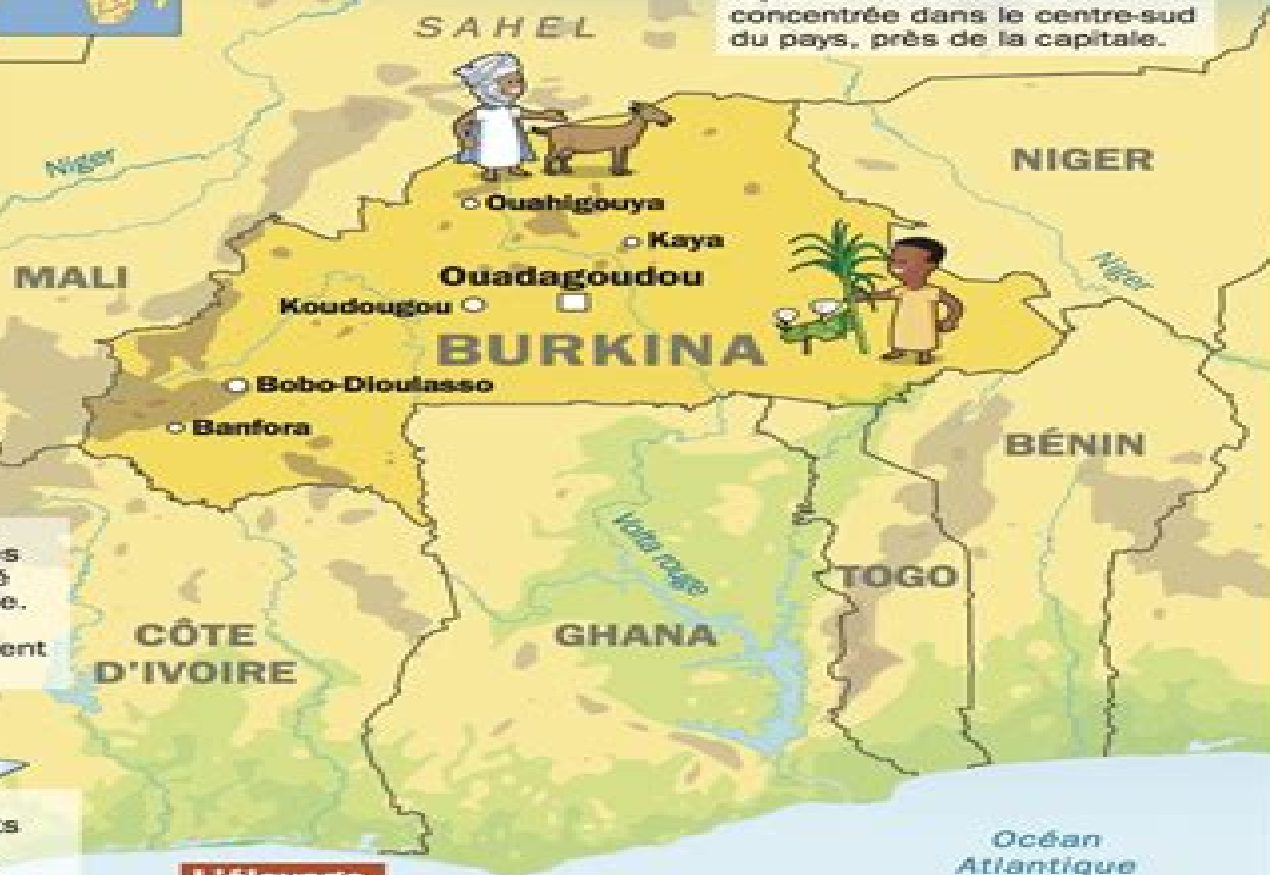 SAHEL
concentrée dans le centre-sud
du pays, près de la capitale.
Niger
NIGER
Ouahigouya
Kaya
MALI
Ouadagoudou
Niger
Koudougou
BURKINA
Bobo-Dioulasso
Banfora
BÉNIN
Volta rouge
TOGO
e.
ent
CÔTE
D'IVOIRE
GHANA
Océan
Atlantique